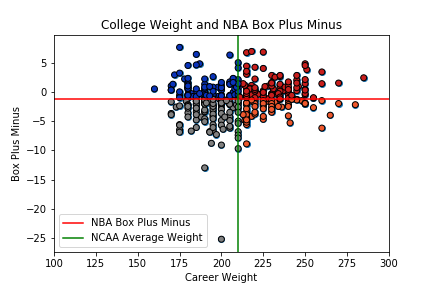 College Weight and NBA Box Plus Minus
Box Plus Minus
5
0
−5
−10
−15
−20
−25
NBA Box Plus Minus
NCAA Average Weight
100 125 150 175 200 225 250 275 300
Career Weight